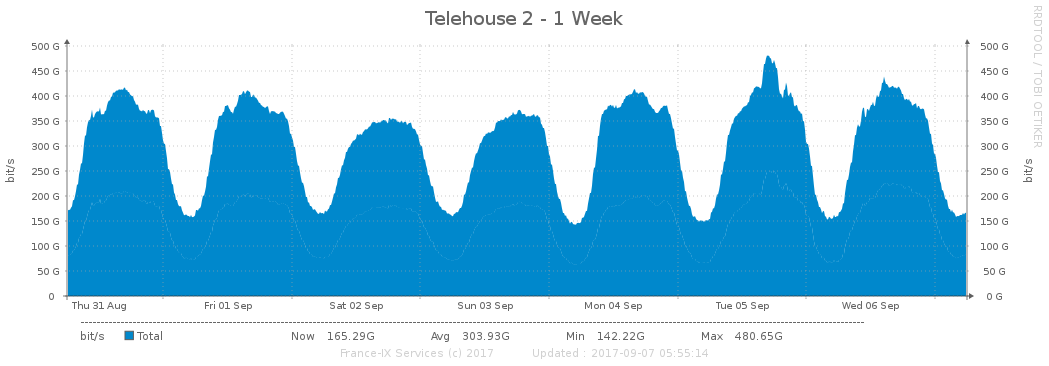 Telehouse 2 - 1 Week
RRDTOOL / TOBI OETIKER
bit/s
500 G 500 G
450 G 450 G
400 G 400 G
350 G 350 G
300 G 300 G
250 G 250 G
200 G 200 G
150 G 150 G
100 G 100 G
50 G 50 G
0 0 G
bit/s
Thu 31 Aug Fri 01 Sep Sat 02 Sep Sun 03 Sep Mon 04 Sep Tue 05 Sep Wed 06 Sep
bit/s Total Now 165.29G Avg 303.93G Min 142.22G Max 480.65G
France-IX Services (c) 2017 Updated : 2017-09-07 05:55:14